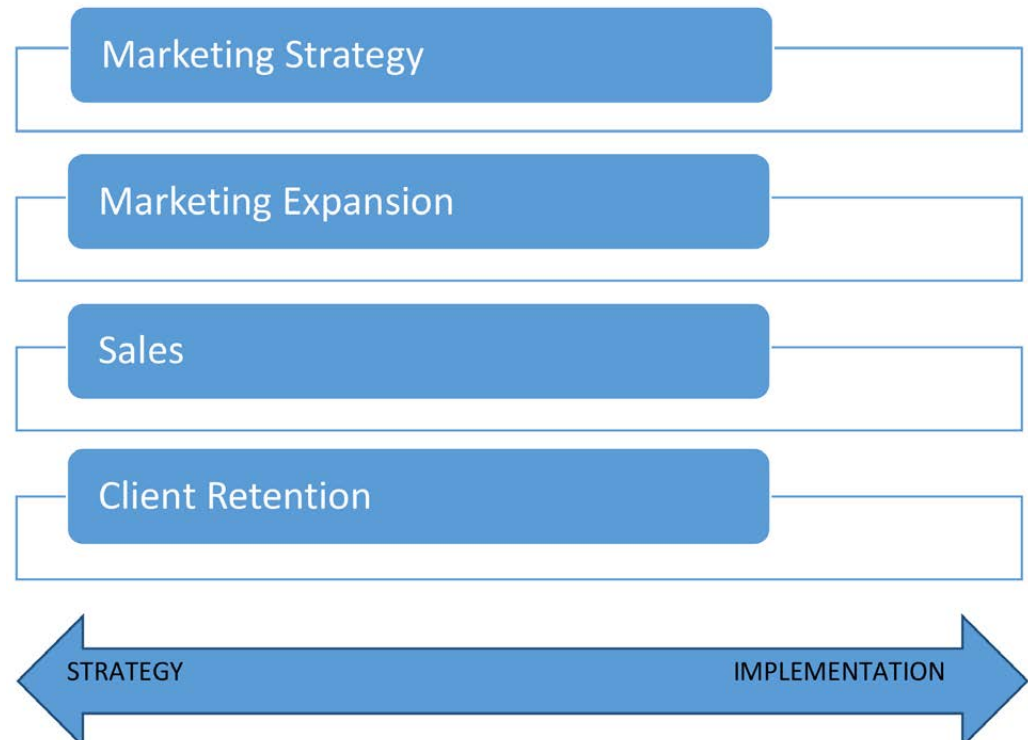 Marketing Strategy
Marketing Expansion
Sales
Client Retention
STRATEGY IMPLEMENTATION